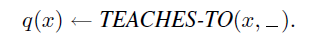 q(x) ← TEACHES-TO(x, _).